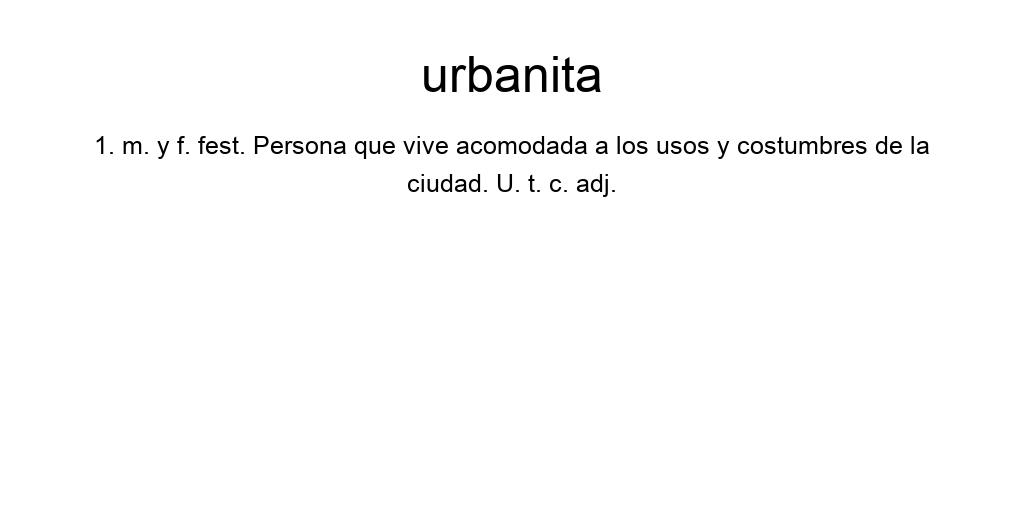 urbanita
1. m. y f. fest. Persona que vive acomodada a los usos y costumbres de la
ciudad. U. t. c. adj.